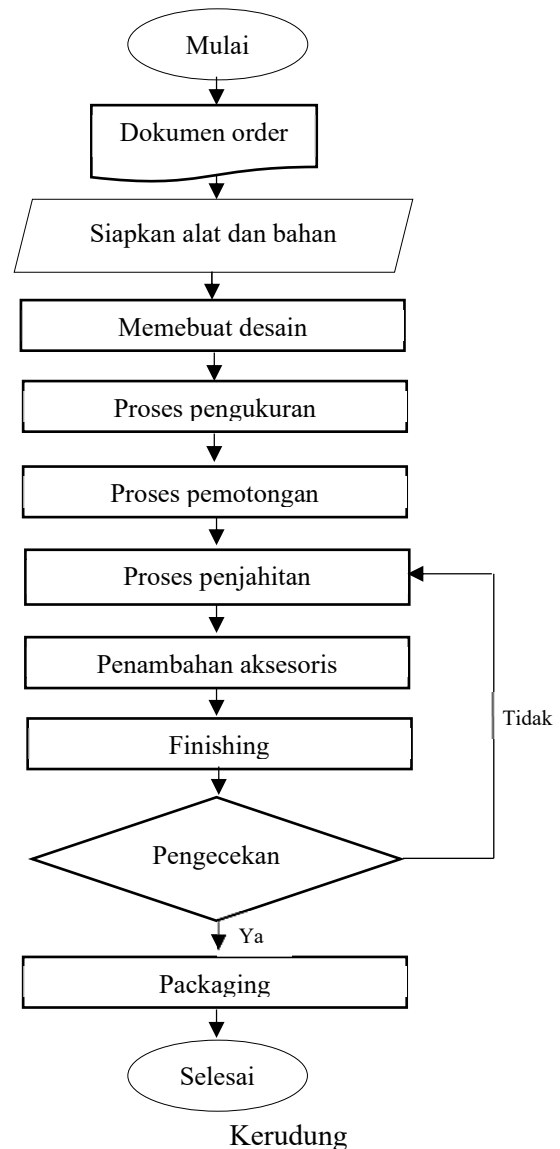 Mulai
Dokumen order
Siapkan alat dan bahan
Memebuat desain
Proses pengukuran
Proses pemotongan
Proses penjahitan
Penambahan aksesoris
Tidak
Finishing
Pengecekan
Ya
Packaging
Selesai
Kerudung